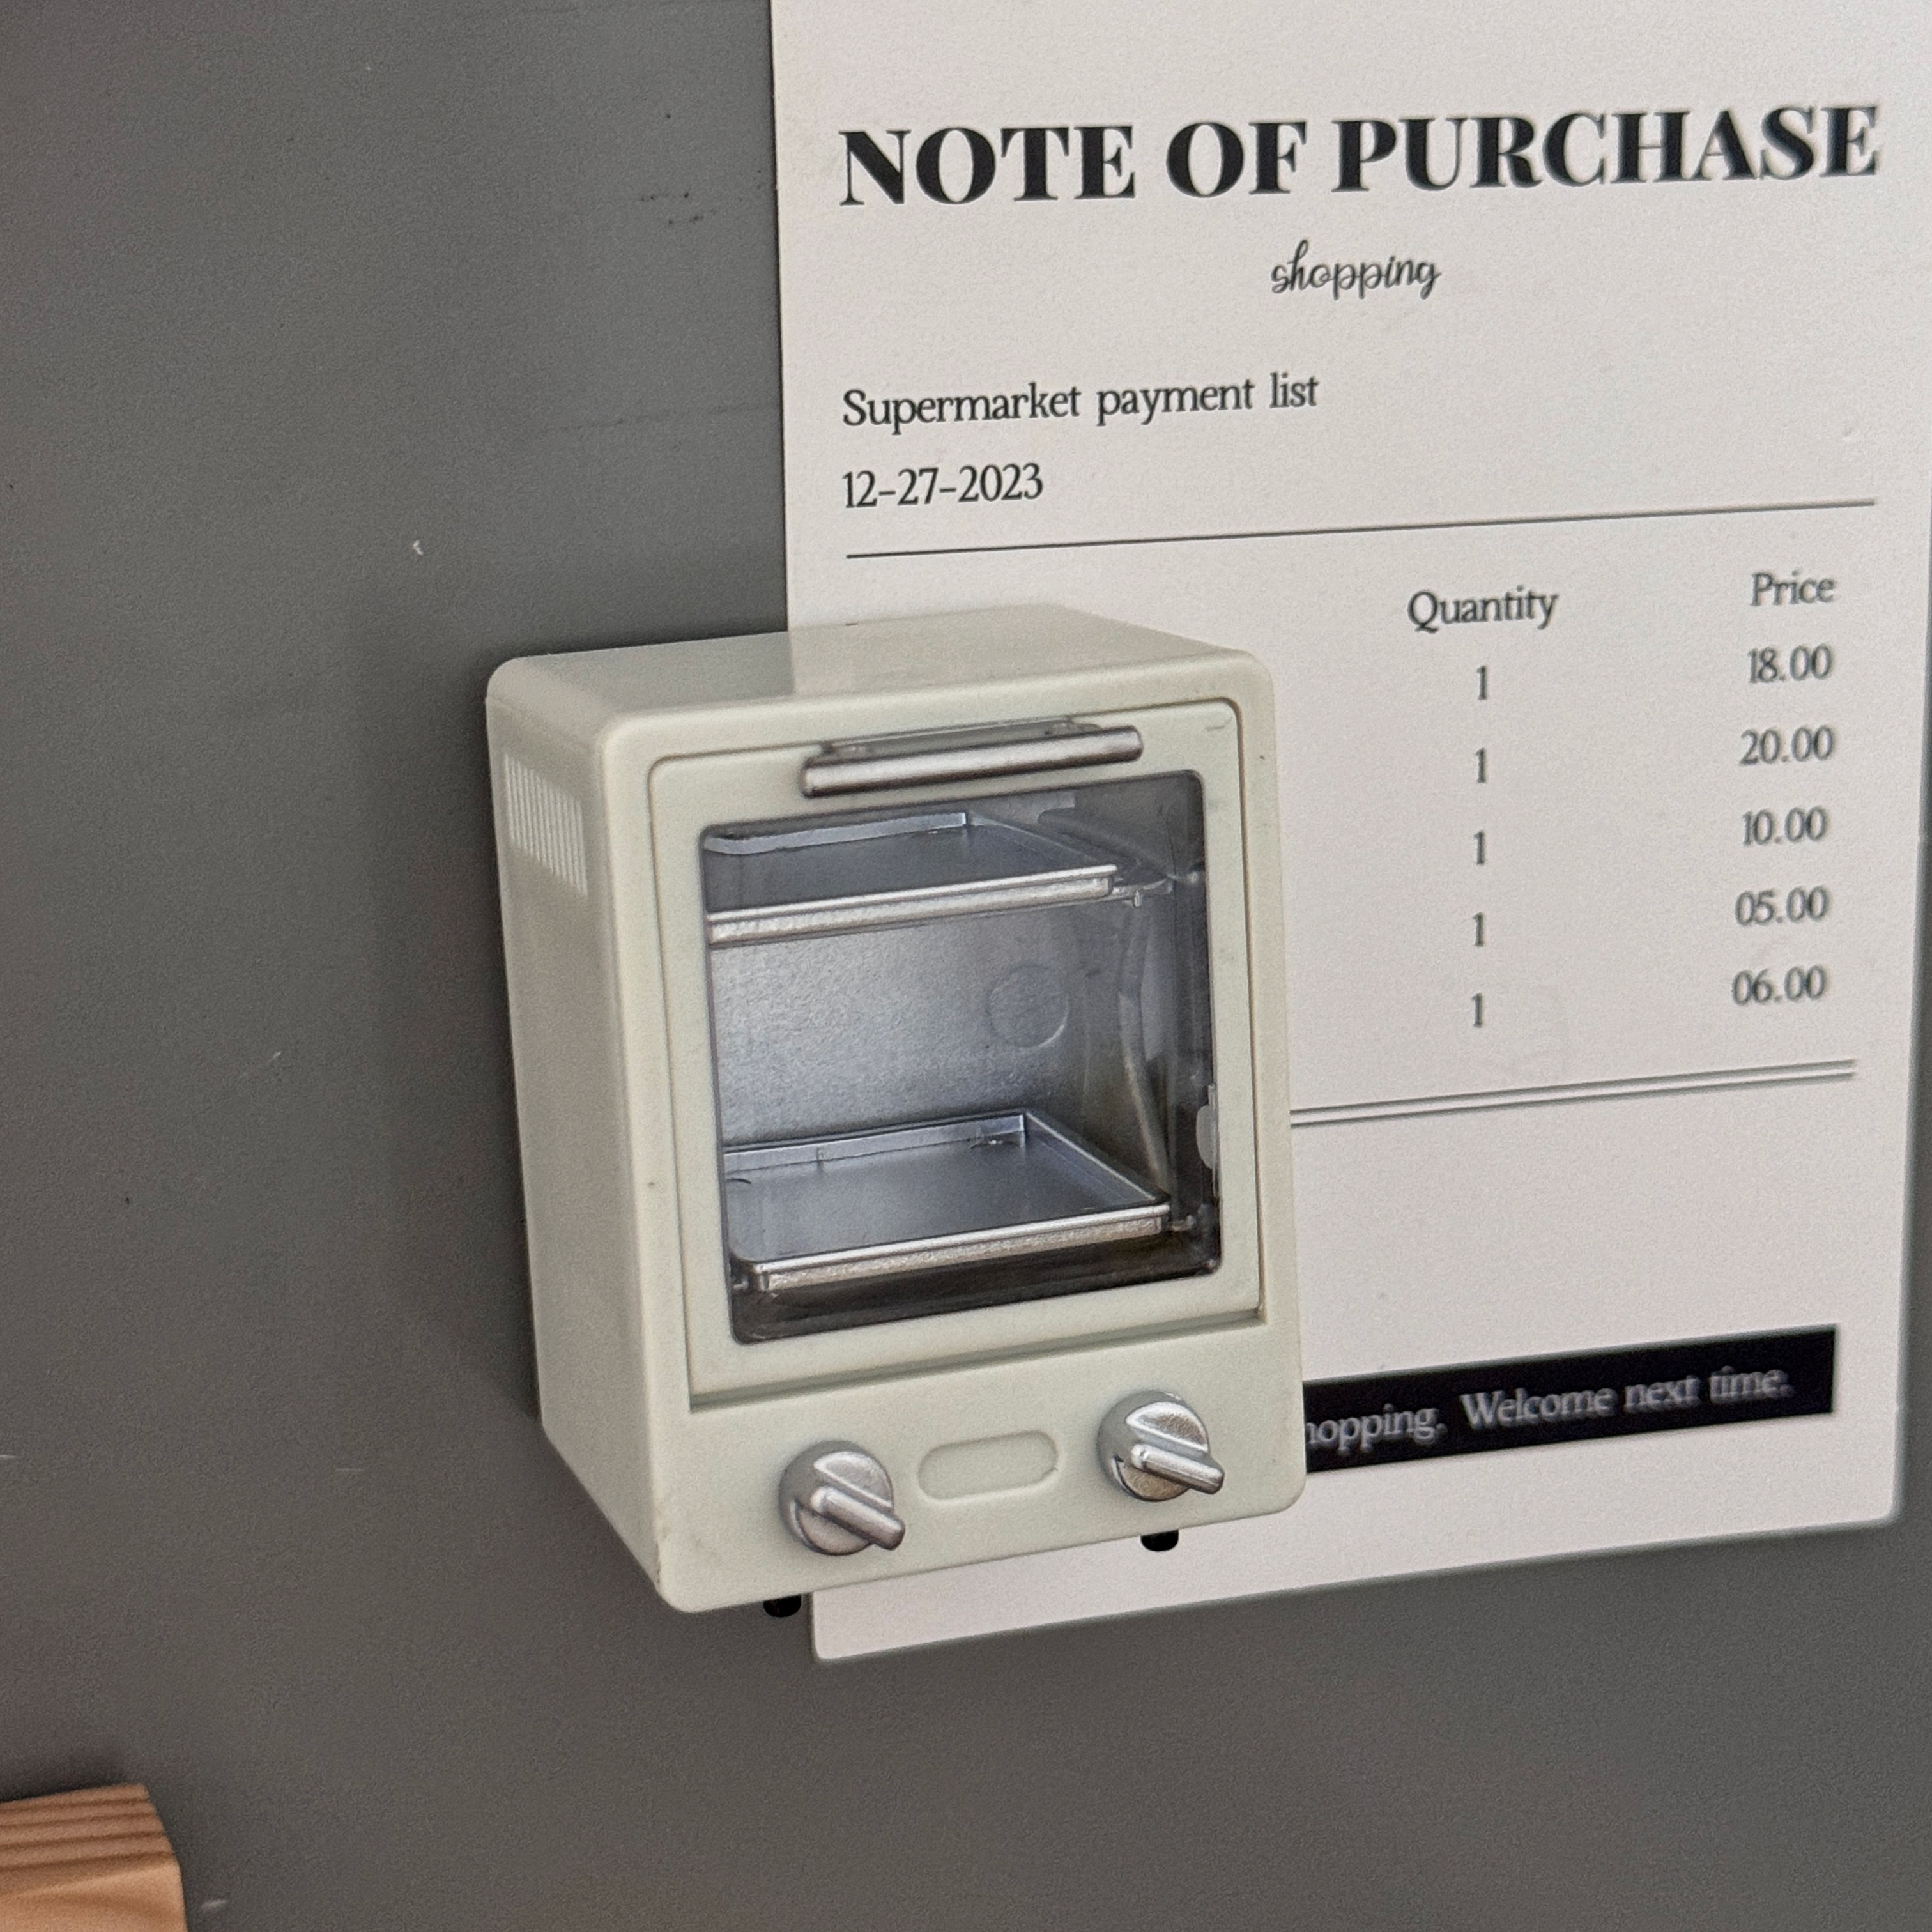 NOTE OF PURCHASE
shopping
Supermarket payment list
12-27-2023
Quantity Price
1 18.00
1 20.00
1 10.00
1 05.00
1 06.00
Welcome next time.